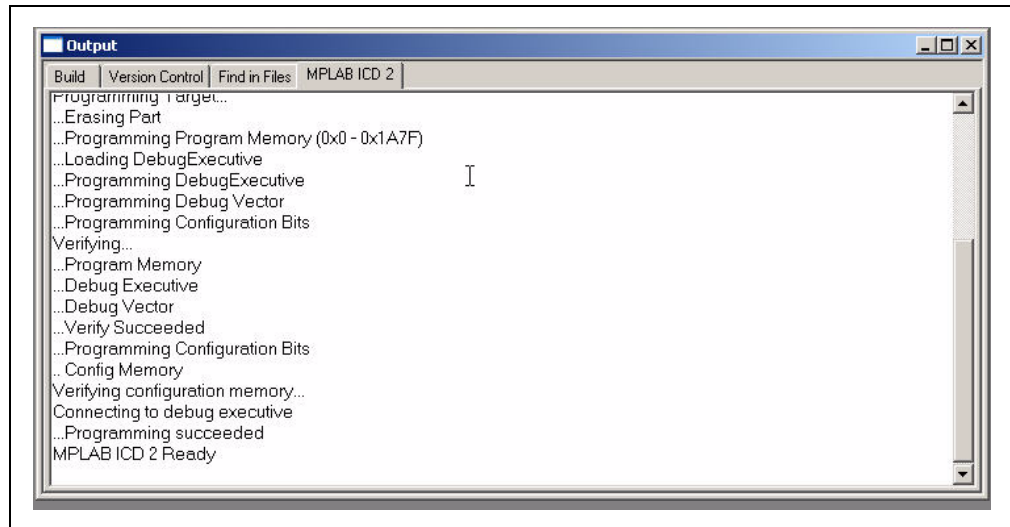 Output
Build Version Control Find in Files MPLAB ICD 2
Programming Target...
...Erasing Part
...Programming Program Memory (0x0 - 0x1A7F)
...Loading DebugExecutive
...Programming DebugExecutive
...Programming Debug Vector
...Programming Configuration Bits
Verifying...
...Program Memory
...Debug Executive
...Debug Vector
...Verify Succeeded
...Programming Configuration Bits
.. Config Memory
Verifying configuration memory...
Connecting to debug executive
...Programming succeeded
MPLAB ICD 2 Ready